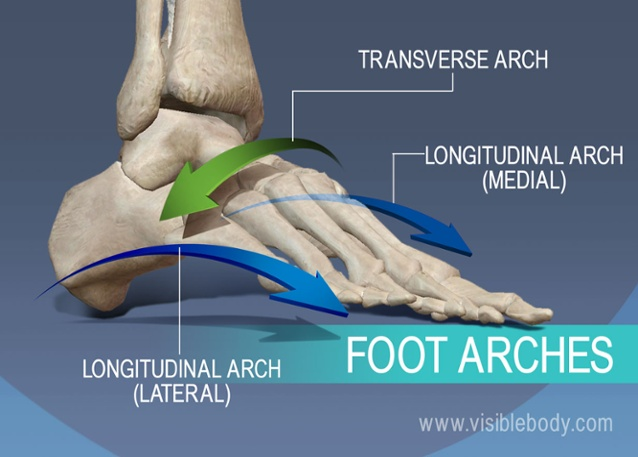 TRANSVERSE ARCH
LONGITUDINAL ARCH
(MEDIAL)
LONGITUDINAL ARCH
(LATERAL)
FOOT ARCHES
www.visiblebody.com